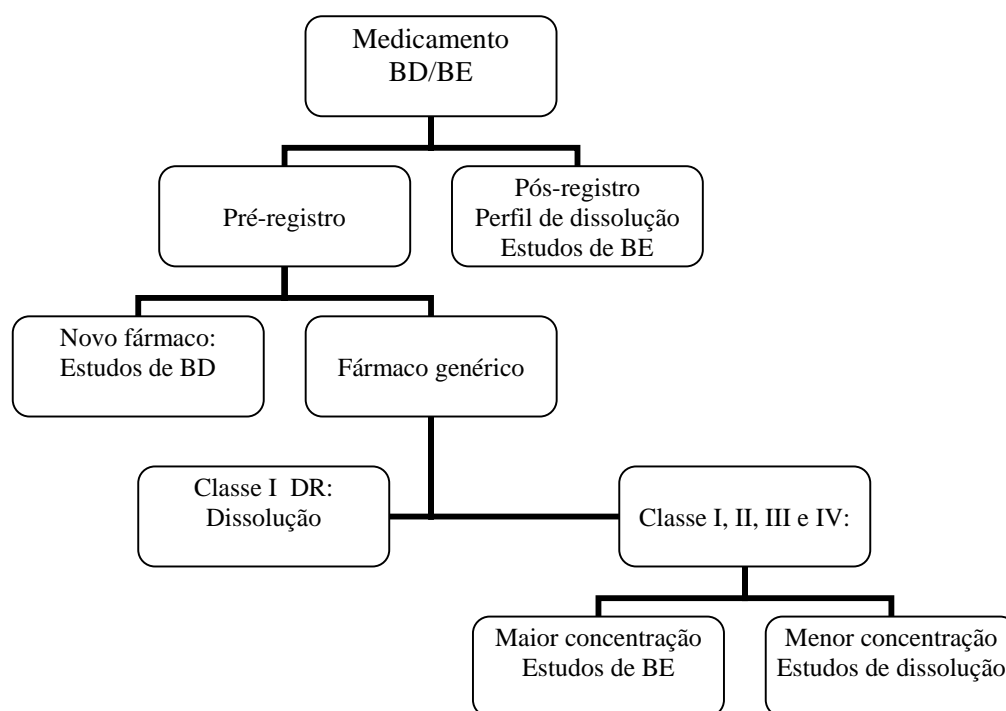 Medicamento
BD/BE
Pré-registro
Pós-registro
Perfil de dissolução
Estudos de BE
Novo fármaco:
Estudos de BD
Fármaco genérico
Classe I  DR:
Dissolução
Classe I, II, III e IV:
Maior concentração
Estudos de BE
Menor concentração
Estudos de dissolução